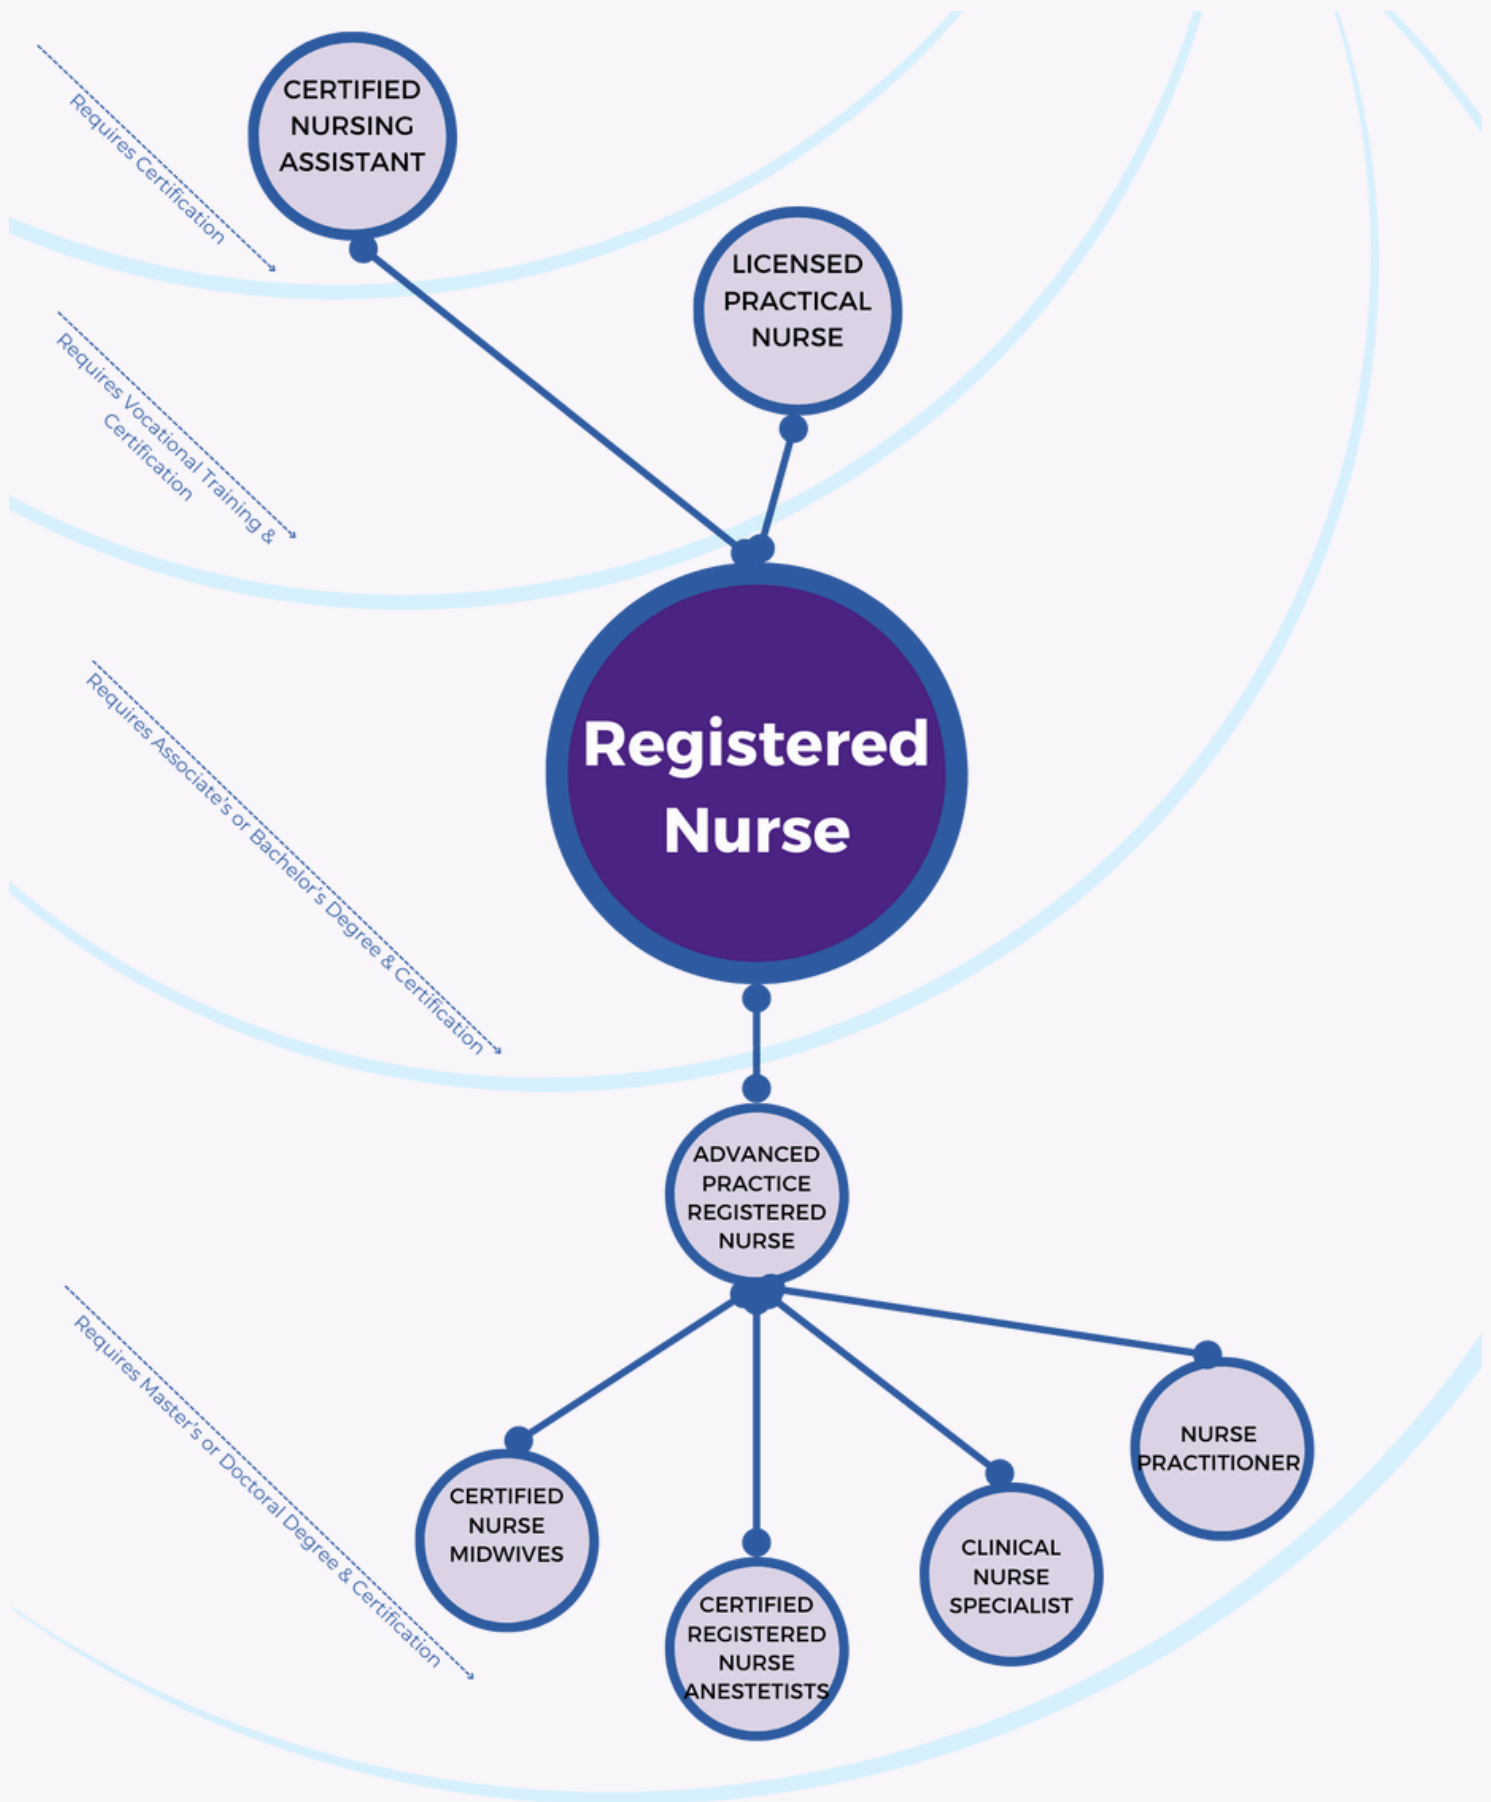 Requires Certification
CERTIFIED
NURSING
ASSISTANT
LICENSED
PRACTICAL
NURSE
Requires Vocational Training &
Certification
Registered
Nurse
Requires Associate's or Bachelor's Degree & Certification
ADVANCED
PRACTICE
REGISTERED
NURSE
Requires Master's or Doctoral Degree & Certification
CERTIFIED
NURSE
MIDWIVES
CERTIFIED
REGISTERED
NURSE
ANESTETISTS
CLINICAL
NURSE
SPECIALIST
NURSE
PRACTITIONER